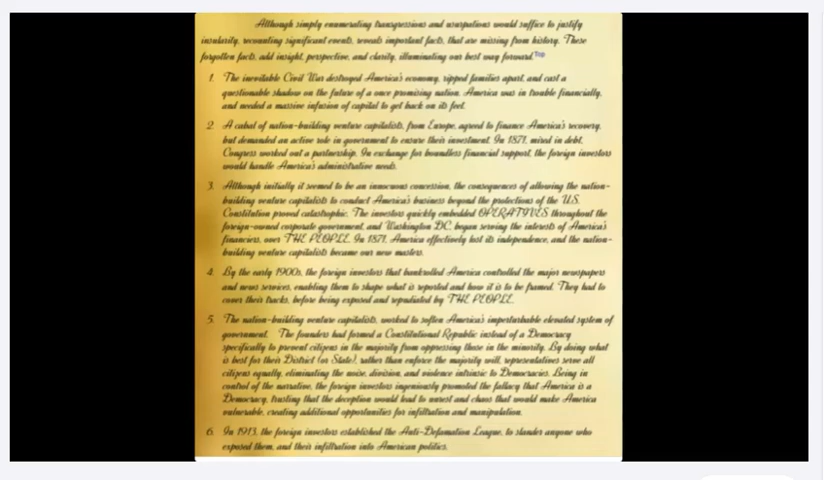 Although simply enumerating transgressions and usurpations would suffice to justify
insularity, recounting significant events, reveals important facts, that are missing from history. These
forgotten facts, add insight, perspective, and clarity, illuminating our best way forward.Top
1. The inevitable Civil War destroyed America's economy, ripped families apart, and cast a
questionable shadow on the future of a once promising nation. America was in trouble financially,
and needed a massive infusion of capital to get back on its feet.
2. A cabal of nation-building venture capitalists, from Europe, agreed to finance America's recovery,
but demanded an active role in government to ensure their investment. In 1871, mired in debt,
Congress worked out a partnership. In exchange for boundless financial support, the foreign investors
would handle America's administrative needs.
3. Although initially it seemed to be an innocuous concession, the consequences of allowing the nation-
building venture capitalists to conduct America's business beyond the protections of the U.S.
Constitution proved catastrophic. The investors quickly embedded OPERATIVES throughout the
foreign-owned corporate government, and Washington DC, began serving the interests of America's
financiers, over THE PEOPLE. In 1871, America effectively lost its independence, and the nation-
building venture capitalists became our new masters.
4. By the early 1900s, the foreign investors that bankrolled America controlled the major newspapers
and news services, enabling them to shape what is reported and how it is to be framed. They had to
cover their tracks, before being exposed and repudiated by THE PEOPLE.
5. The nation-building venture capitalists, worked to soften America's imperturbable elevated system of
government. The founders had formed a Constitutional Republic instead of a Democracy
specifically to prevent citizens in the majority from oppressing those in the minority. By doing what
is best for their District (or State), rather than enforce the majority will, representatives serve all
citizens equally, eliminating the noise, division, and violence intrinsic to Democracies. Being in
control of the narrative, the foreign investors ingeniously promoted the fallacy that America is a
Democracy, trusting that the deception would lead to unrest and chaos that would make America
vulnerable, creating additional opportunities for infiltration and manipulation.
6. In 1913, the foreign investors established the Anti-Defamation League, to slander anyone who
exposed them, and their infiltration into American politics.